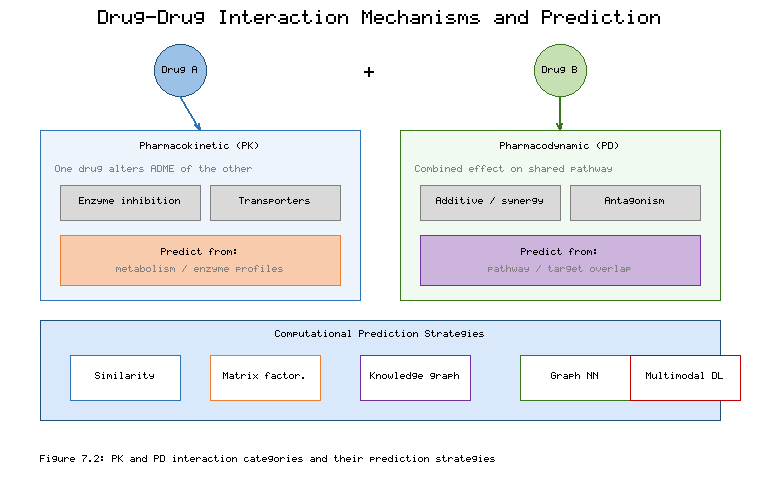 Drug-Drug Interaction Mechanisms and Prediction
Drug A
+
Drug B
Pharmacokinetic (PK)
One drug alters ADME of the other
Enzyme inhibition
Transporters
Predict from:
metabolism / enzyme profiles
Pharmacodynamic (PD)
Combined effect on shared pathway
Additive / synergy
Antagonism
Predict from:
pathway / target overlap
Computational Prediction Strategies
Similarity
Matrix factor.
Knowledge graph
Graph NN
Multimodal DL
Figure 7.2: PK and PD interaction categories and their prediction strategies